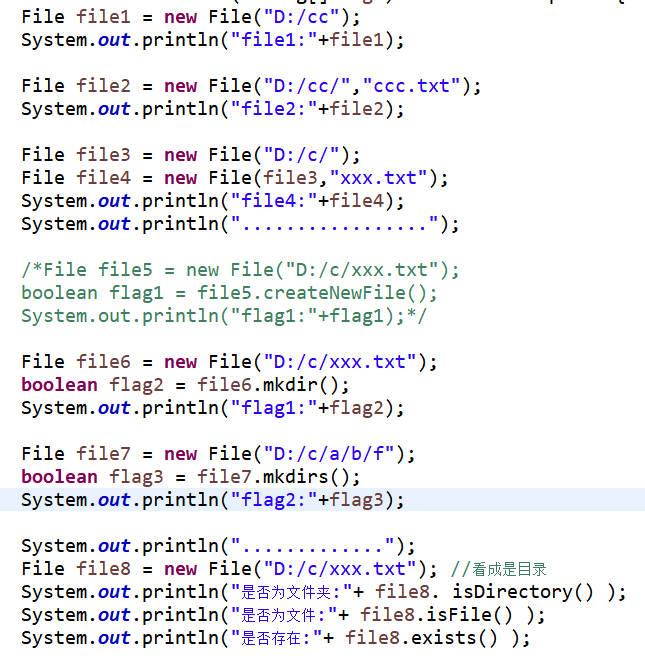 File file1 = new File("D:/cc");
System.out.println("file1:"+file1);
File file2 = new File("D:/cc/","ccc.txt");
System.out.println("file2:"+file2);
File file3 = new File("D:/c/");
File file4 = new File(file3,"xxx.txt");
System.out.println("file4:"+file4);
System.out.println(".................");
/*File file5 = new File("D:/c/xxx.txt");
boolean flag1 = file5.createNewFile();
System.out.println("flag1:"+flag1);*/
File file6 = new File("D:/c/xxx.txt");
boolean flag2 = file6.mkdir();
System.out.println("flag1:"+flag2);
File file7 = new File("D:/c/a/b/f");
boolean flag3 = file7.mkdirs();
System.out.println("flag2:"+flag3);
System.out.println(".............");
File file8 = new File("D:/c/xxx.txt"); //看成是目录
System.out.println("是否为文件夹:"+ file8. isDirectory() );
System.out.println("是否为文件:"+ file8.isFile() );
System.out.println("是否存在:"+ file8.exists() );